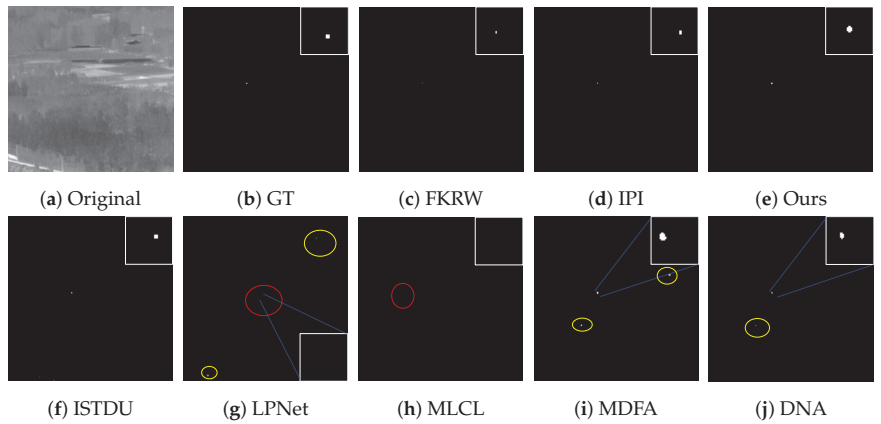 (a) Original
(b) GT
(c) FKRW
(d) IPI
(e) Ours
(f) ISTDU
(g) LPNet
(h) MLCL
(i) MDFA
(j) DNA